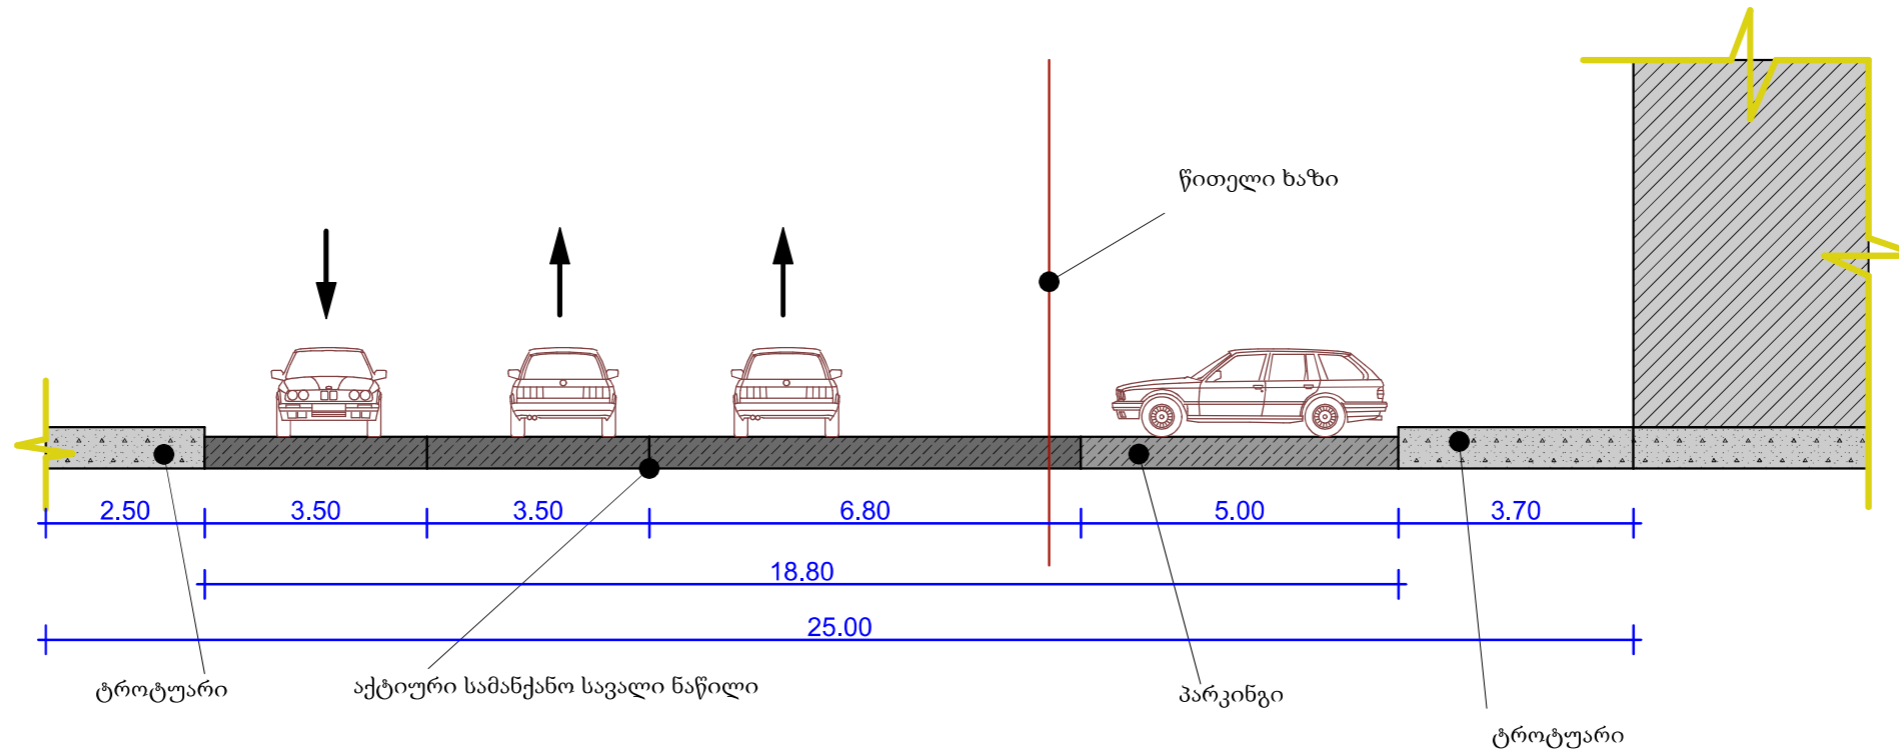 წითელი ხაზი
2.50 3.50 3.50 6.80 5.00 3.70
18.80
25.00
ტროტუარი
აქტიური სამანქანო სავალი ნაწილი
პარკინგი
ტროტუარი